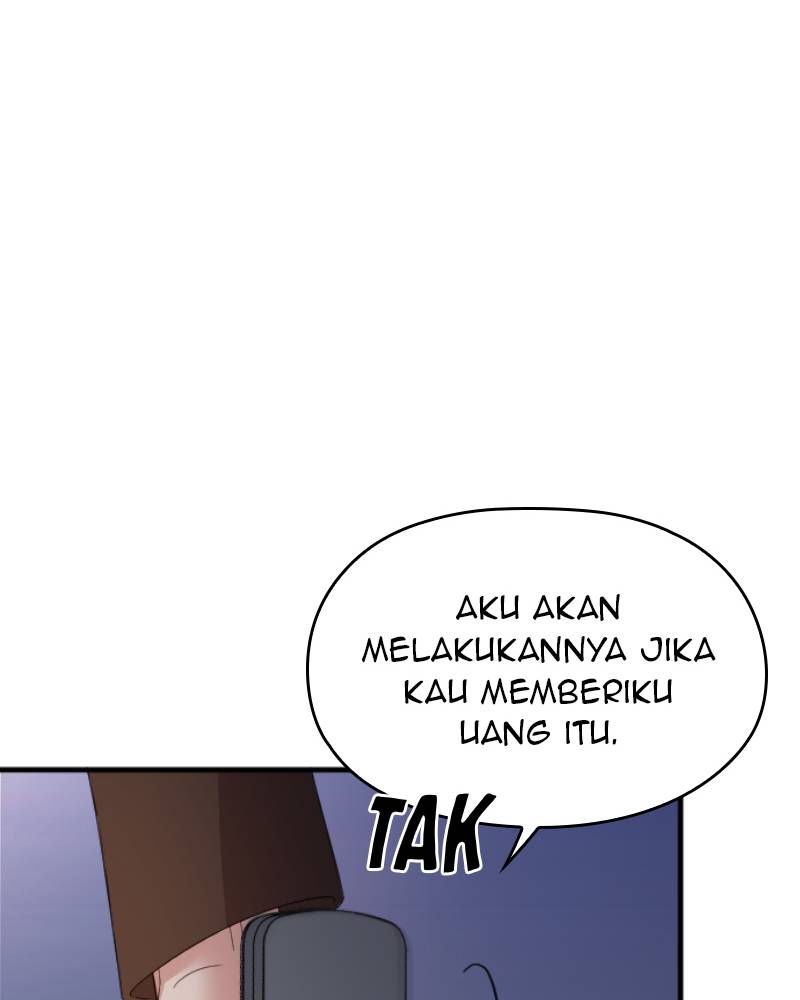 AKU AKAN
MELAKUKANNYA JIKA
KAU MEMBERIKU
UANG ITU.
TAK